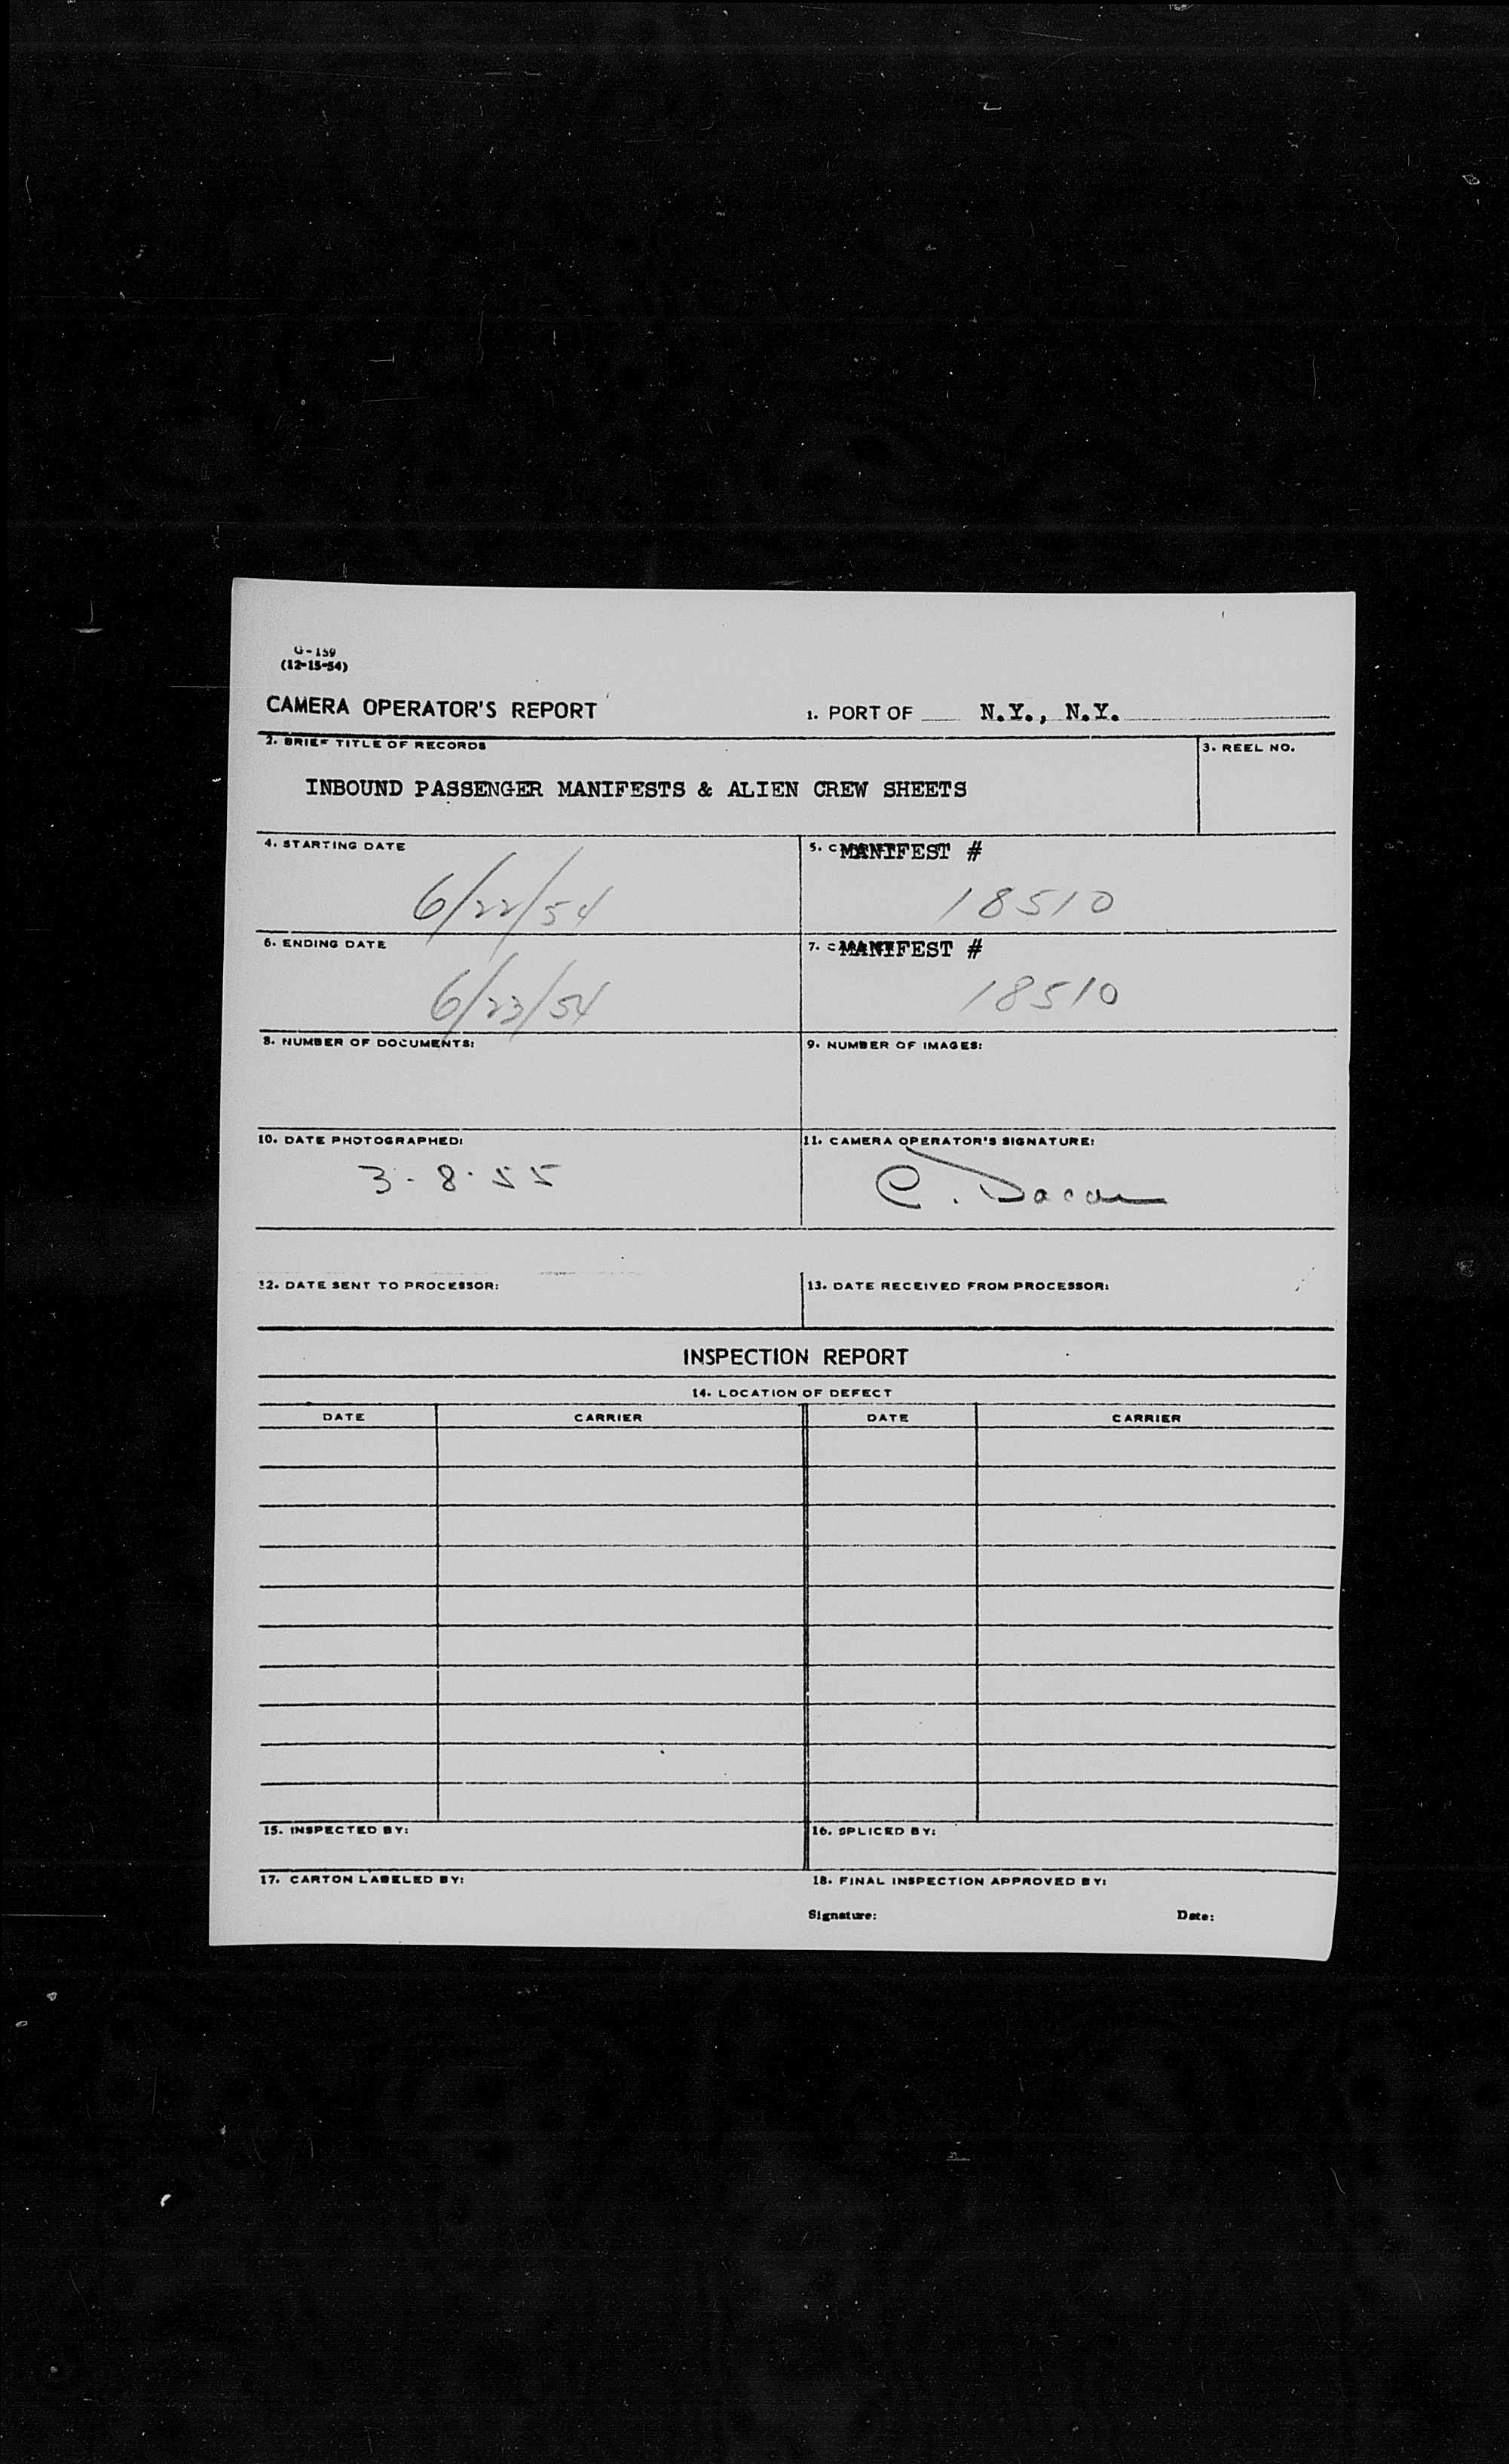 G-159
(12-15-54)
CAMERA OPERATOR'S REPORT
1. PORT OF N.Y., N.Y.
2. BRIEF TITLE OF RECORDS
3. REEL NO.
INBOUND PASSENGER MANIFESTS & ALIEN CREW SHEETS
4. STARTING DATE
5. MANIFEST #
6/22/54
18510
6. ENDING DATE
7. MANIFEST #
6/23/54
18510
8. NUMBER OF DOCUMENTS:
9. NUMBER OF IMAGES:
10. DATE PHOTOGRAPHED:
11. CAMERA OPERATOR'S SIGNATURE:
3-8-55
C.
12. DATE SENT TO PROCESSOR:
13. DATE RECEIVED FROM PROCESSOR:
INSPECTION REPORT
14. LOCATION OF DEFECT
DATE CARRIER DATE CARRIER
15. INSPECTED BY:
16. SPLICED BY:
17. CARTON LABELED BY:
18. FINAL INSPECTION APPROVED BY:
Signature: Date: